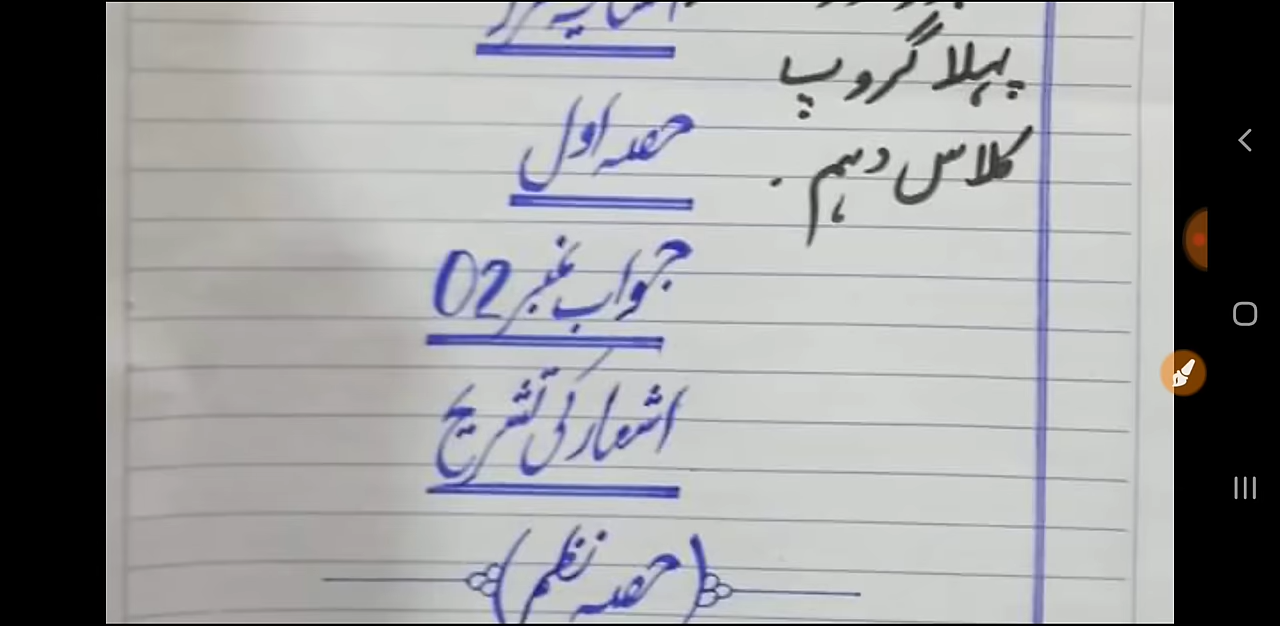 پہلا گروپ
کلاس دہم.
حصہ اول
جواب نمبر 02
اشعار کی تشریح
(حصہ نظم)